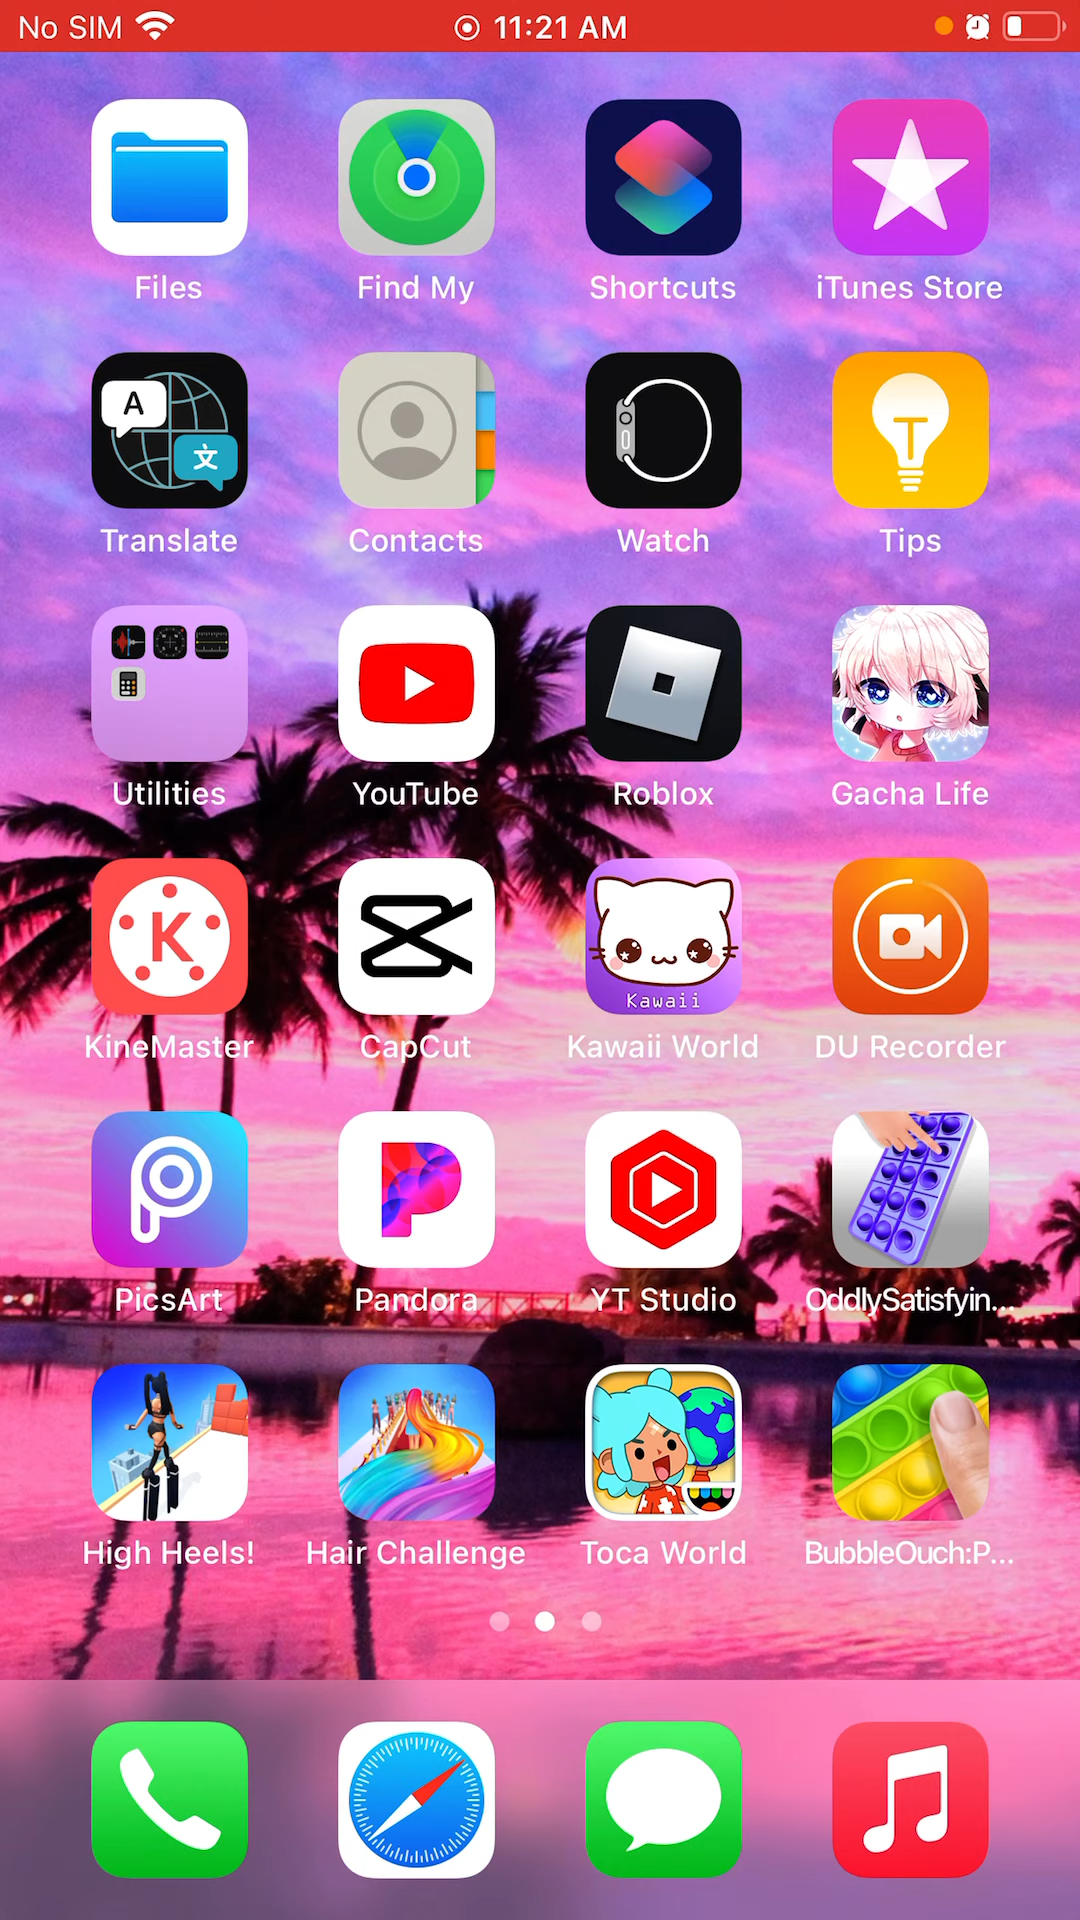 No SIM 11:21 AM
Files Find My Shortcuts iTunes Store
A 文
Translate Contacts Watch Tips
Utilities YouTube Roblox Gacha Life
K Kawaii
KineMaster CapCut Kawaii World DU Recorder
PicsArt Pandora YT Studio OddlySatisfyin...
High Heels! Hair Challenge Toca World BubbleOuch:P...